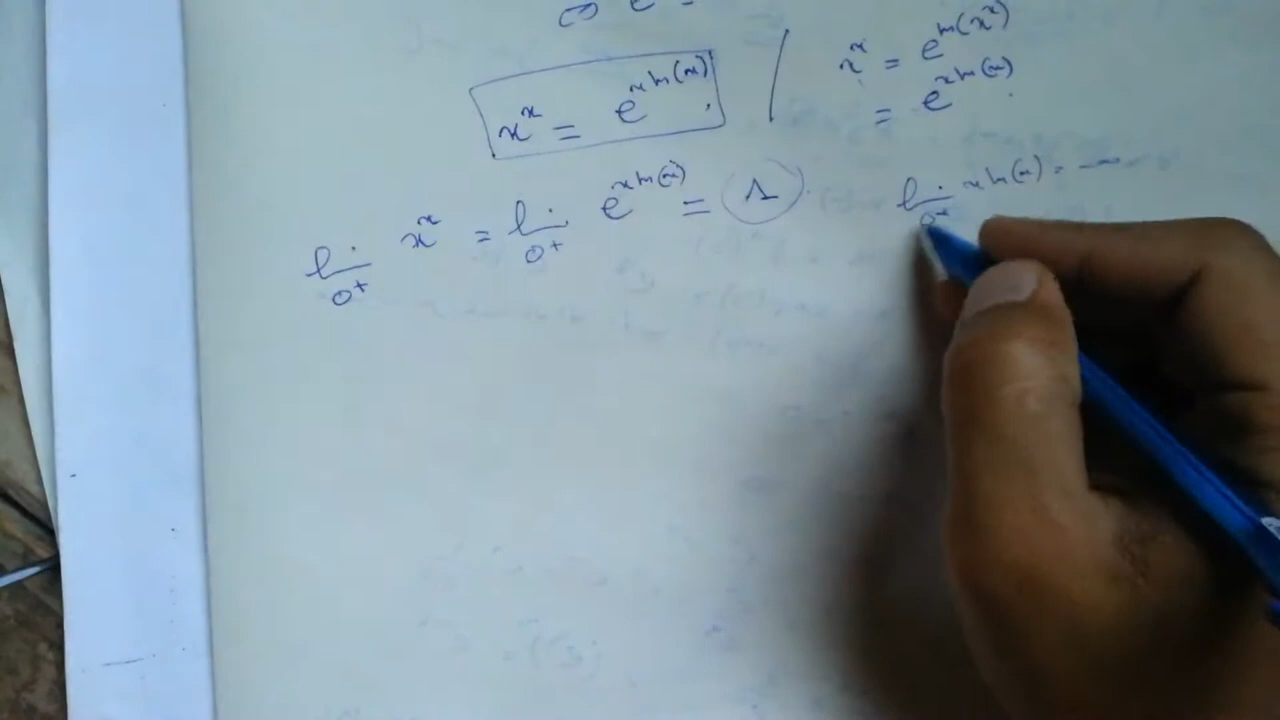 x^x = e^{x ln(x)}.
x^x = e^{ln(x^x)}
= e^{x ln(x)}.
lim_{0^+} x^x = lim_{0^+} e^{x ln(x)} = 1.
lim_{0^+} x ln(x) =